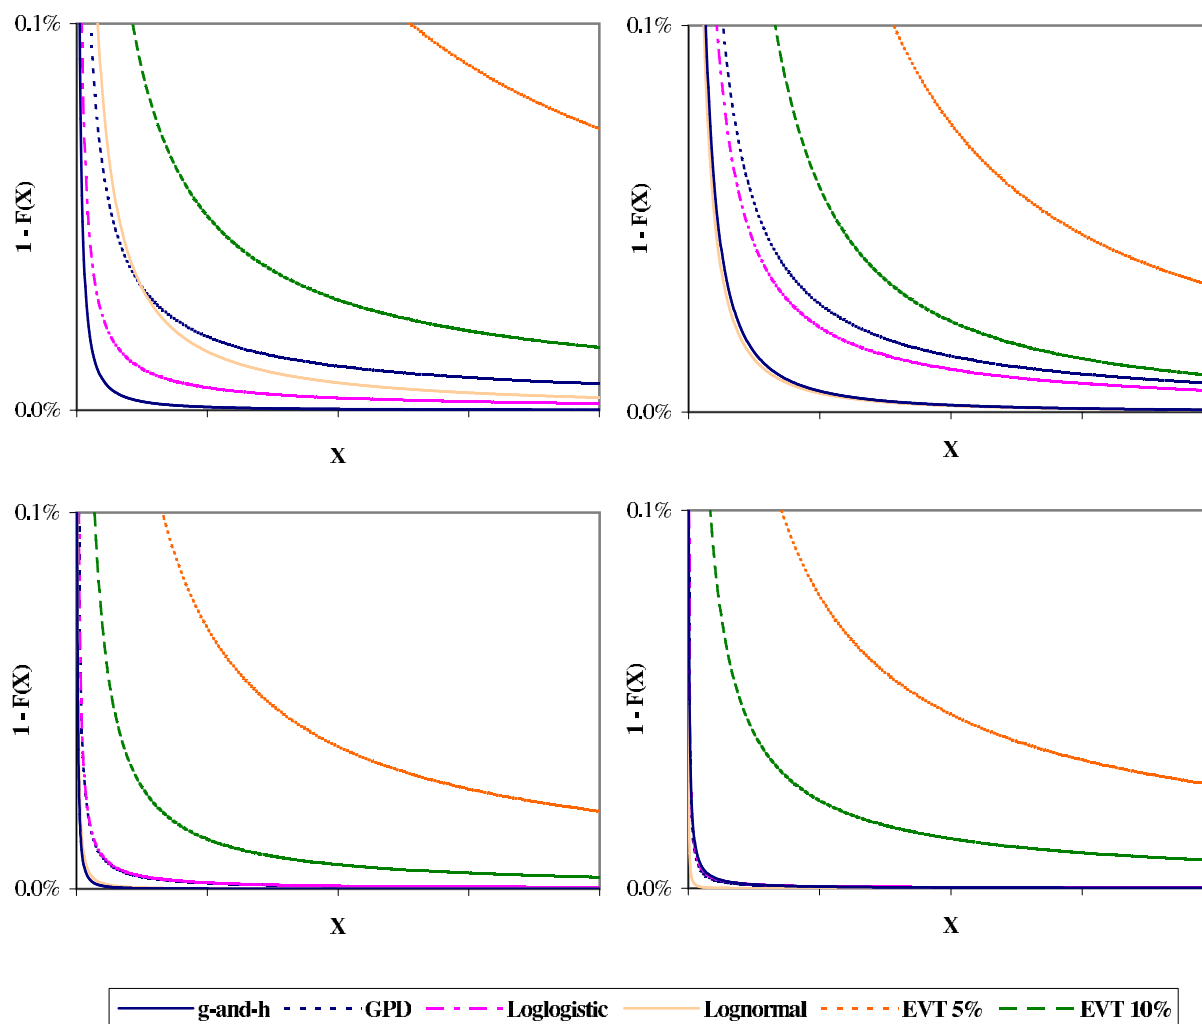 0.1%
1 - F(X)
0.0%
X
0.1%
1 - F(X)
0.0%
X
0.1%
1 - F(X)
0.0%
X
0.1%
1 - F(X)
0.0%
X
g-and-h GPD Loglogistic Lognormal EVT 5% EVT 10%